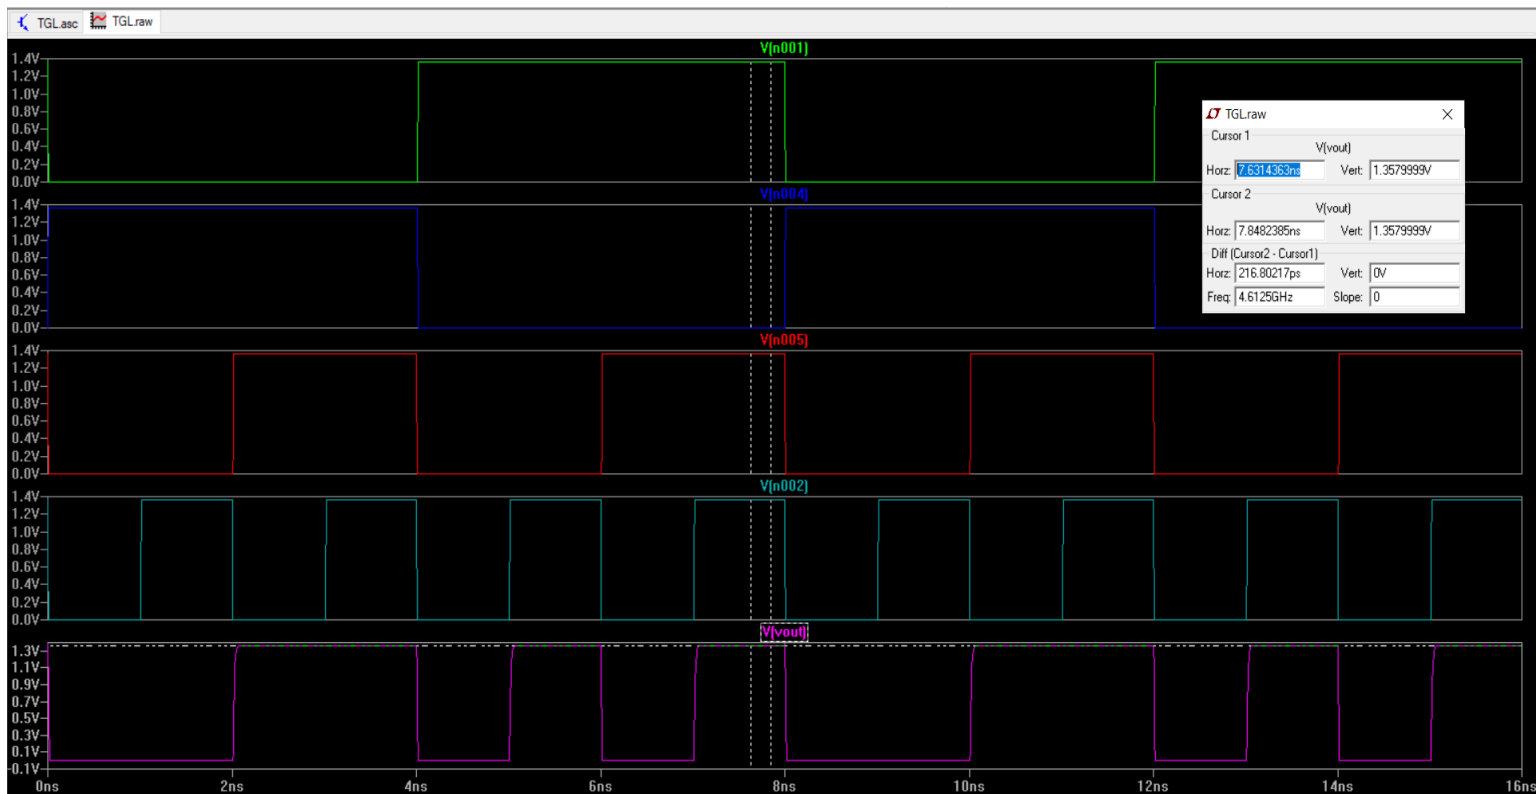 TGL.asc TGL.raw
V(n001)
1.4V
1.2V
1.0V
0.8V
0.6V
0.4V
0.2V
0.0V
V(n004)
1.4V
1.2V
1.0V
0.8V
0.6V
0.4V
0.2V
0.0V
V(n005)
1.4V
1.2V
1.0V
0.8V
0.6V
0.4V
0.2V
0.0V
V(n002)
1.4V
1.2V
1.0V
0.8V
0.6V
0.4V
0.2V
0.0V
V(vout)
1.3V
1.1V
0.9V
0.7V
0.5V
0.3V
0.1V
-0.1V
0ns 2ns 4ns 6ns 8ns 10ns 12ns 14ns 16ns
TGL.raw
Cursor 1
V(vout)
Horz: 7.6314363ns Vert: 1.3579999V
Cursor 2
V(vout)
Horz: 7.8482385ns Vert: 1.3579999V
Diff (Cursor2 - Cursor1)
Horz: 216.80217ps Vert: 0V
Freq: 4.6125GHz Slope: 0